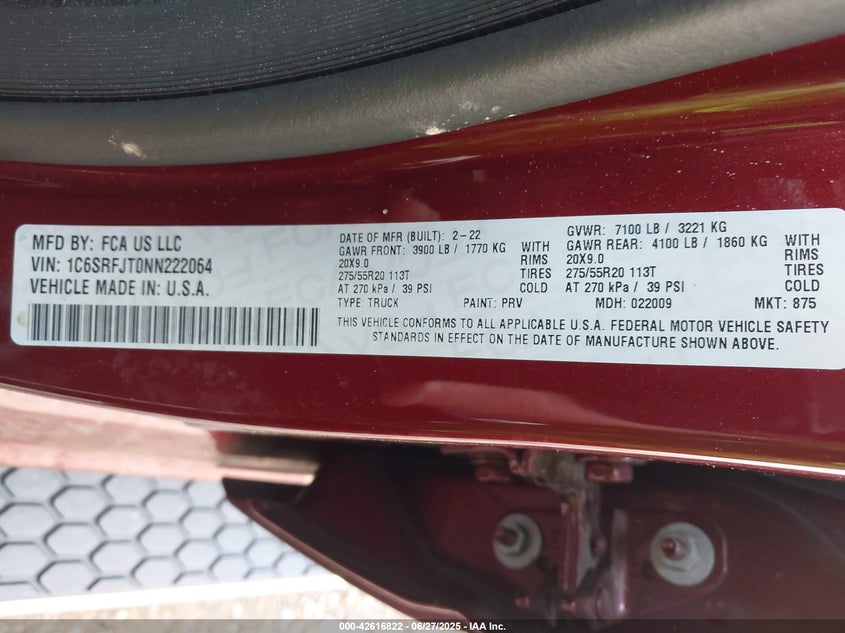 MFD BY: FCA US LLC
VIN: 1C6SRFJT0NN222064
VEHICLE MADE IN: U.S.A.
DATE OF MFR (BUILT): 2-22
GAWR FRONT: 3900 LB / 1770 KG WITH
20X9.0 RIMS
275/55R20 113T TIRES
AT 270 kPa / 39 PSI COLD
TYPE: TRUCK PAINT: PRV
GVWR: 7100 LB / 3221 KG
GAWR REAR: 4100 LB / 1860 KG WITH
20X9.0 RIMS
275/55R20 113T TIRES
AT 270 kPa / 39 PSI COLD
MDH: 022009 MKT: 875
THIS VEHICLE CONFORMS TO ALL APPLICABLE U.S.A. FEDERAL MOTOR VEHICLE SAFETY
STANDARDS IN EFFECT ON THE DATE OF MANUFACTURE SHOWN ABOVE.
000-42616822 - 06/27/2025 - IAA Inc.